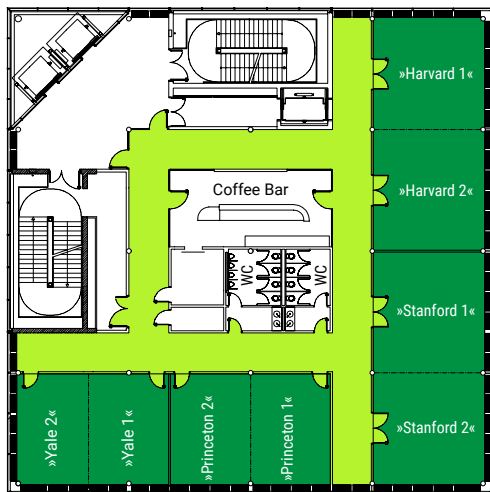 »Harvard 1«
»Harvard 2«
Coffee Bar
WC
WC
»Stanford 1«
»Stanford 2«
»Yale 2«
»Yale 1«
»Princeton 2«
»Princeton 1«